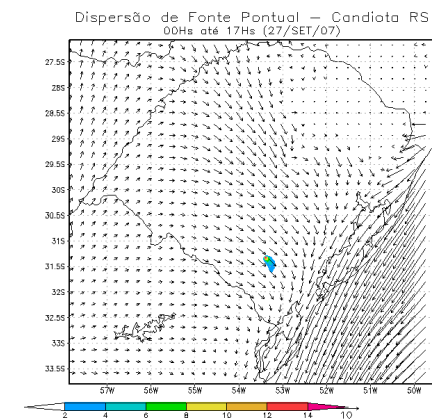 Dispersão de Fonte Pontual – Candiota RS
00Hs até 17Hs (27/SET/07)
27.5S
28S
28.5S
29S
29.5S
30S
30.5S
31S
31.5S
32S
32.5S
33S
33.5S
57W 56W 55W 54W 53W 52W 51W 50W
2 4 6 8 10 12 14 10